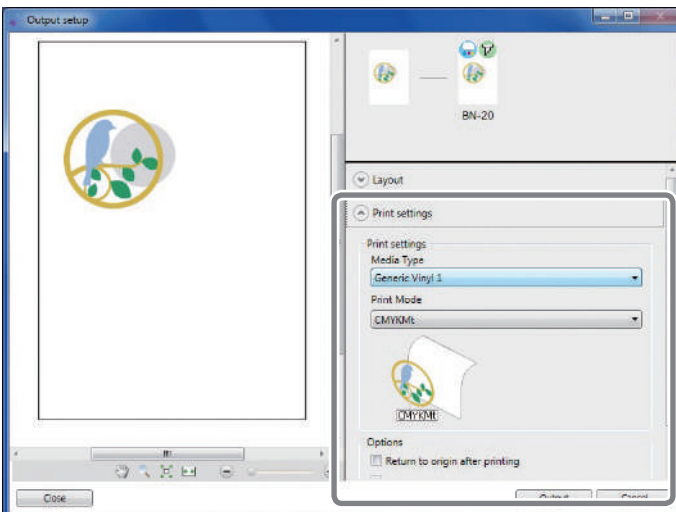 Output setup
BN-20
Layout
Print settings
Print settings
Media Type
Generic Vinyl 1
Print Mode
CMYKMt
CMYKMt
Options
Return to origin after printing
Close
Output
Cancel